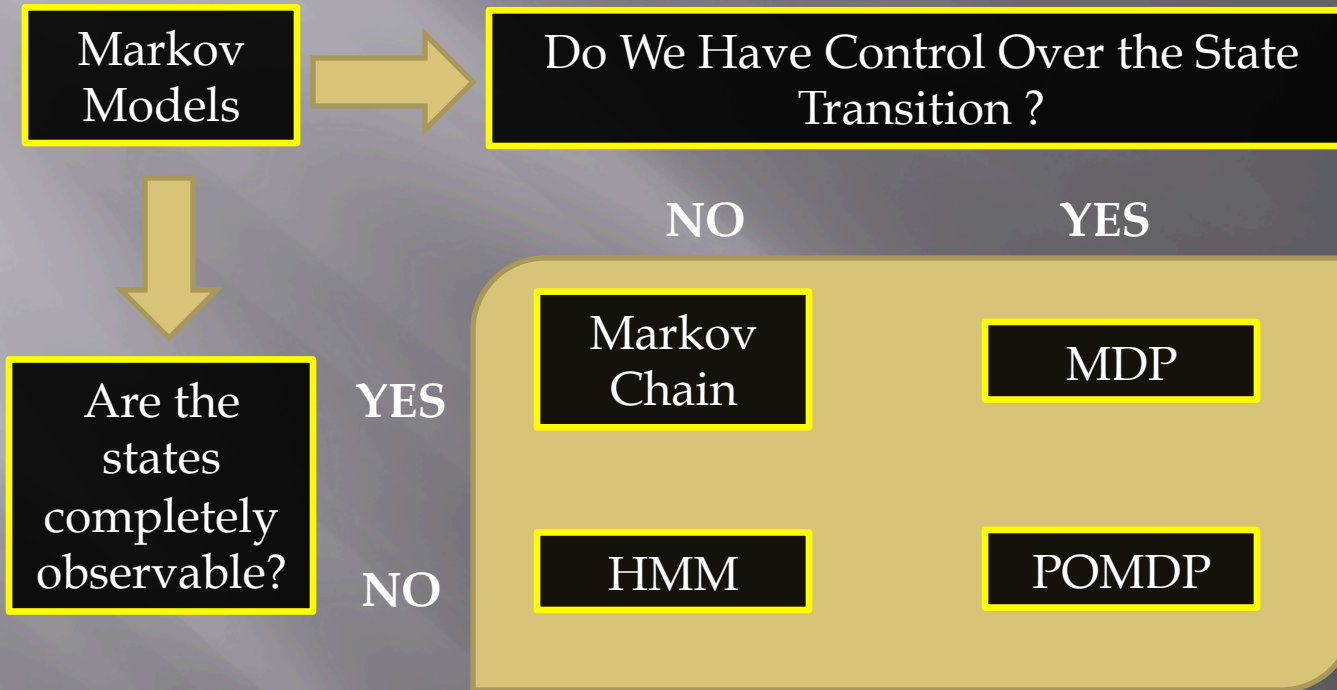 Markov
Models
Do We Have Control Over the State
Transition ?
NO
YES
Are the
states
completely
observable?
YES
Markov
Chain
MDP
NO
HMM
POMDP